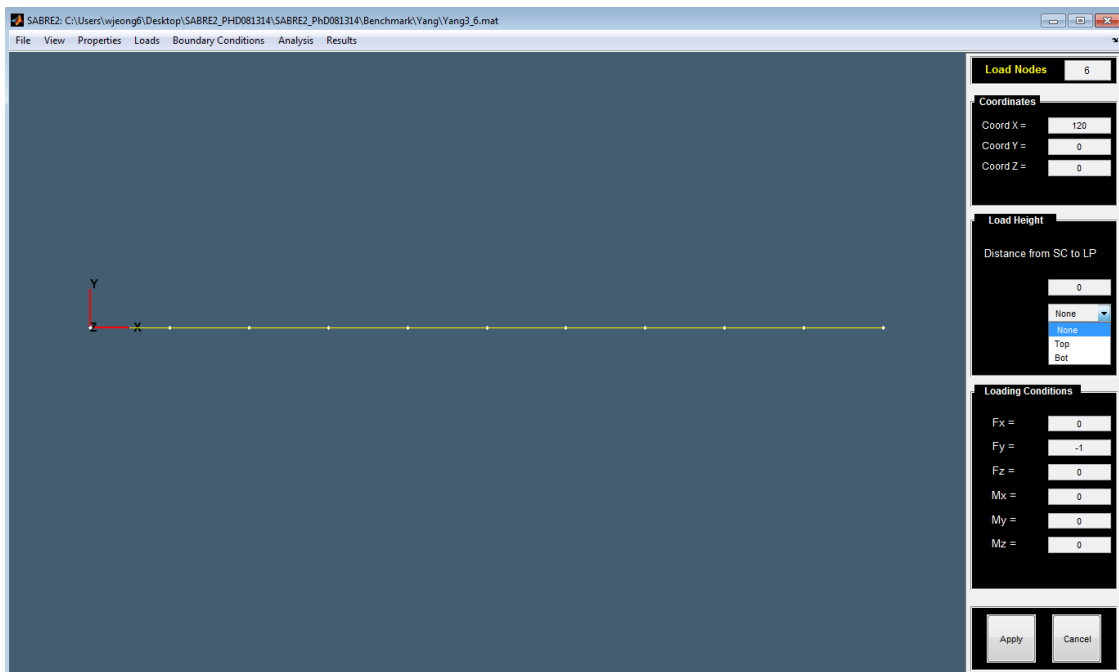 SABRE2: C:\Users\wjeong6\Desktop\SABRE2_PHD081314\SABRE2_PhD081314\Benchmark\Yang\Yang3_6.mat
File View Properties Loads Boundary Conditions Analysis Results
Load Nodes 6
Coordinates
Coord X = 120
Coord Y = 0
Coord Z = 0
Load Height
Distance from SC to LP
0
None
None
Top
Bot
Loading Conditions
Fx = 0
Fy = -1
Fz = 0
Mx = 0
My = 0
Mz = 0
Apply Cancel
Y
Z X